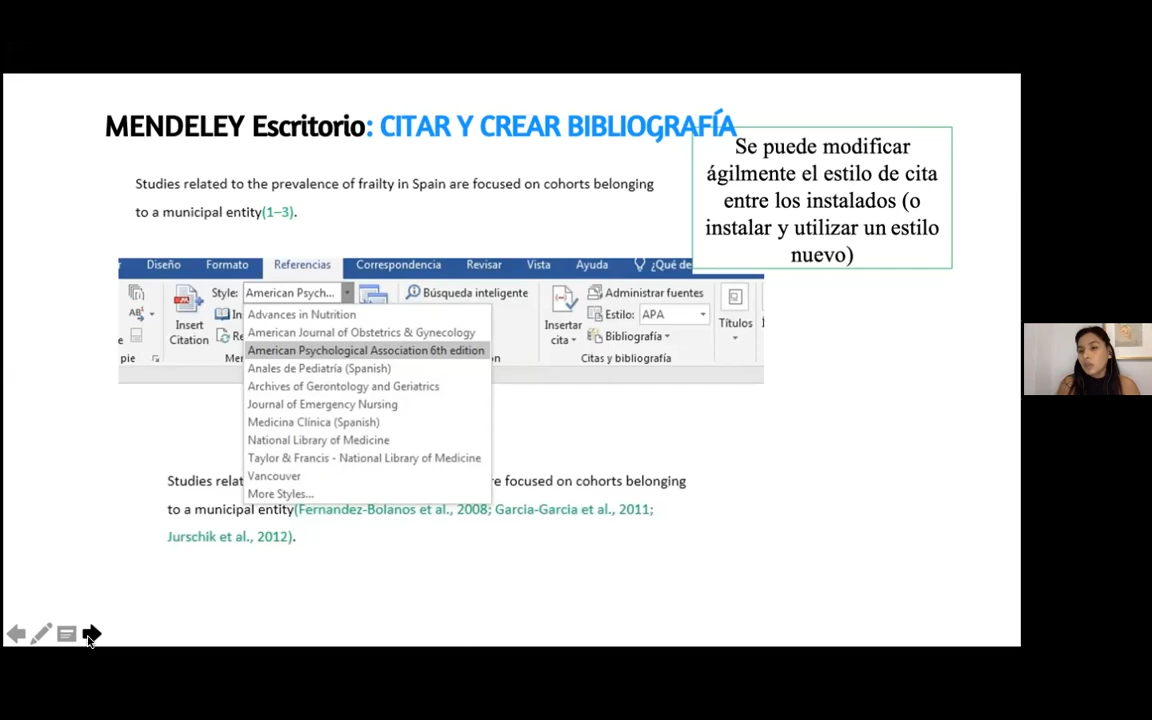 MENDELEY Escritorio: CITAR Y CREAR BIBLIOGRAFÍA
Se puede modificar
ágilmente el estilo de cita
entre los instalados (o
instalar y utilizar un estilo
nuevo)
Studies related to the prevalence of frailty in Spain are focused on cohorts belonging
to a municipal entity(1–3).
Diseño Formato Referencias Correspondencia Revisar Vista Ayuda ¿Qué de
Style: American Psych... Búsqueda inteligente Administrar fuentes
AB Insert Citation Insertar cita Estilo: APA Títulos
Bibliografía
pie Citas y bibliografía
Advances in Nutrition
American Journal of Obstetrics & Gynecology
American Psychological Association 6th edition
Anales de Pediatría (Spanish)
Archives of Gerontology and Geriatrics
Journal of Emergency Nursing
Medicina Clínica (Spanish)
National Library of Medicine
Taylor & Francis - National Library of Medicine
Vancouver
More Styles...
Studies relat re focused on cohorts belonging
to a municipal entity(Fernandez-Bolanos et al., 2008; Garcia-Garcia et al., 2011;
Jurschik et al., 2012).